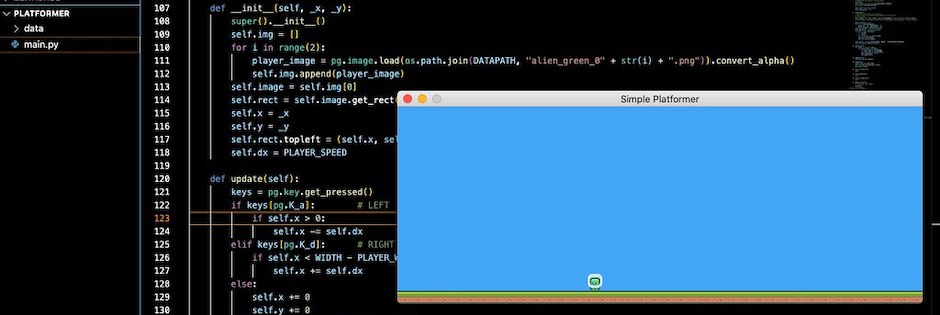 PLATFORMER
data
main.py
107 def __init__(self, _x, _y):
108 super().__init__()
109 self.img = []
110 for i in range(2):
111 player_image = pg.image.load(os.path.join(DATAPATH, "alien_green_0" + str(i) + ".png")).convert_alpha()
112 self.img.append(player_image)
113 self.image = self.img[0]
114 self.rect = self.image.get_rect(
115 self.x = _x
116 self.y = _y
117 self.rect.topleft = (self.x, sel
118 self.dx = PLAYER_SPEED
119
120 def update(self):
121 keys = pg.key.get_pressed()
122 if keys[pg.K_a]: # LEFT
123 if self.x > 0:
124 self.x -= self.dx
125 elif keys[pg.K_d]: # RIGHT
126 if self.x < WIDTH - PLAYER_W
127 self.x += self.dx
128 else:
129 self.x += 0
130 self.y += 0
Simple Platformer